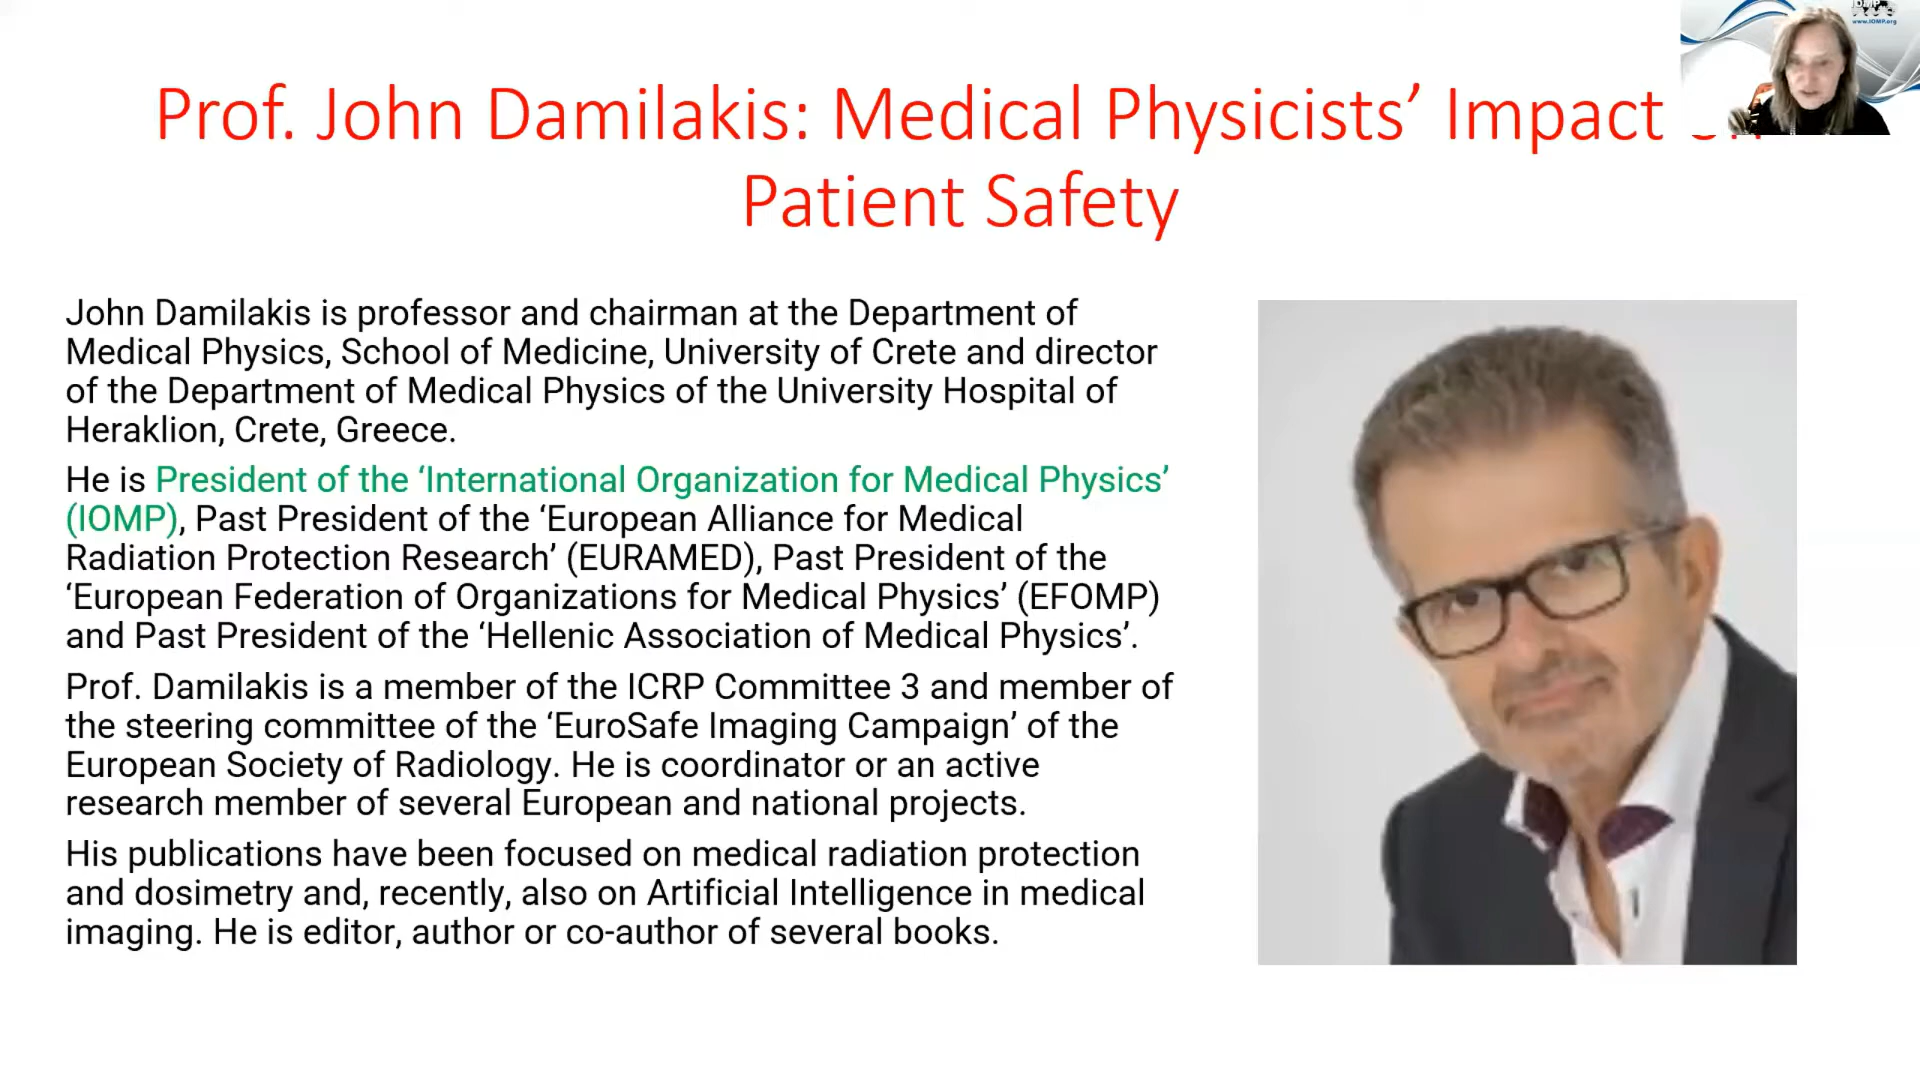 IOMP
www.IOMP.org
Prof. John Damilakis: Medical Physicists’ Impact
Patient Safety
John Damilakis is professor and chairman at the Department of
Medical Physics, School of Medicine, University of Crete and director
of the Department of Medical Physics of the University Hospital of
Heraklion, Crete, Greece.
He is President of the ‘International Organization for Medical Physics’
(IOMP), Past President of the ‘European Alliance for Medical
Radiation Protection Research’ (EURAMED), Past President of the
‘European Federation of Organizations for Medical Physics’ (EFOMP)
and Past President of the ‘Hellenic Association of Medical Physics’.
Prof. Damilakis is a member of the ICRP Committee 3 and member of
the steering committee of the ‘EuroSafe Imaging Campaign’ of the
European Society of Radiology. He is coordinator or an active
research member of several European and national projects.
His publications have been focused on medical radiation protection
and dosimetry and, recently, also on Artificial Intelligence in medical
imaging. He is editor, author or co-author of several books.